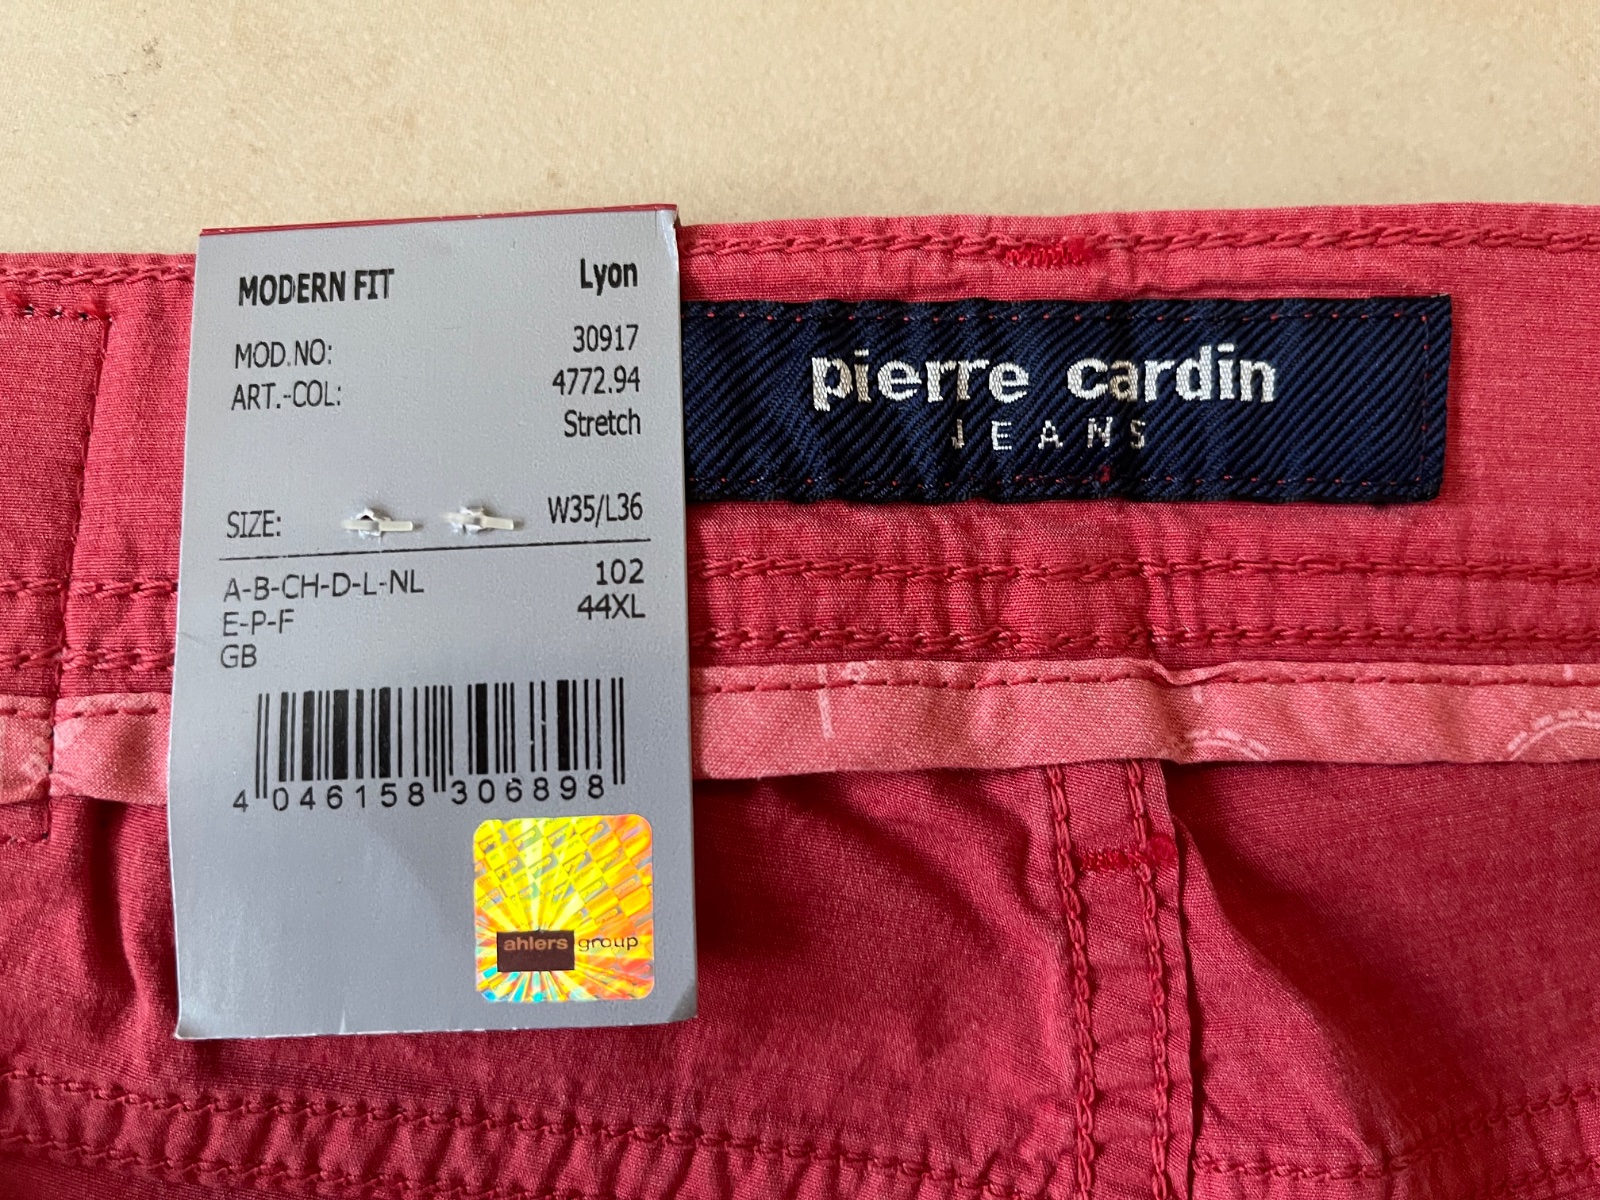 MODERN FIT Lyon
MOD.NO: 30917
ART.-COL: 4772.94
Stretch
SIZE: W35/L36
A-B-CH-D-L-NL 102
E-P-F 44XL
GB
4 046158 306898
ahlers group
pierre cardin
JEANS